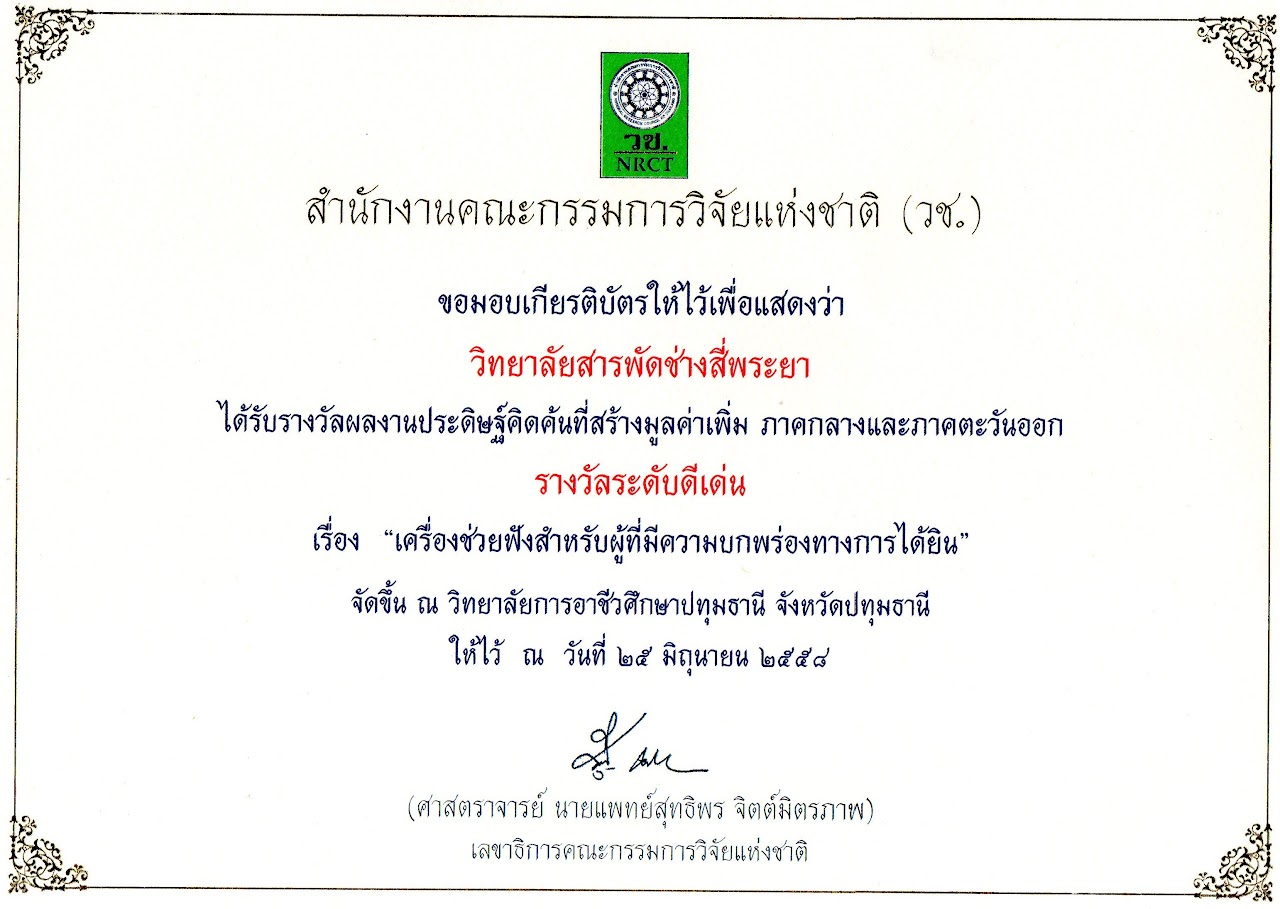 วช.
NRCT
สำนักงานคณะกรรมการวิจัยแห่งชาติ (วช.)
ขอมอบเกียรติบัตรให้ไว้เพื่อแสดงว่า
วิทยาลัยสารพัดช่างสี่พระยา
ได้รับรางวัลผลงานประดิษฐ์คิดค้นที่สร้างมูลค่าเพิ่ม ภาคกลางและภาคตะวันออก
รางวัลระดับดีเด่น
เรื่อง "เครื่องช่วยฟังสำหรับผู้ที่มีความบกพร่องทางการได้ยิน"
จัดขึ้น ณ วิทยาลัยการอาชีวศึกษาปทุมธานี จังหวัดปทุมธานี
ให้ไว้ ณ วันที่ ๒๕ มิถุนายน ๒๕๕๘
(ศาสตราจารย์ นายแพทย์สุทธิพร จิตต์มิตรภาพ)
เลขาธิการคณะกรรมการวิจัยแห่งชาติ